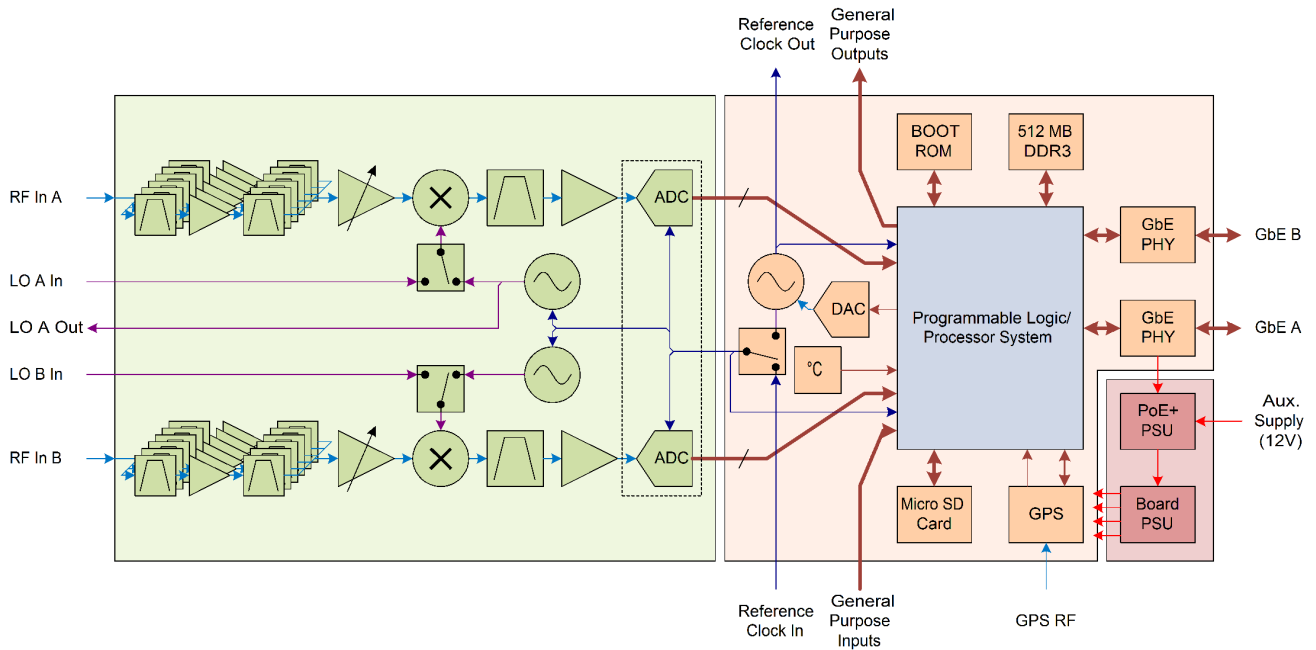 Reference
Clock Out
General
Purpose
Outputs
BOOT
ROM
512 MB
DDR3
RF In A
ADC
GbE
PHY
GbE B
LO A In
DAC
Programmable Logic/
Processor System
LO A Out
GbE
PHY
GbE A
LO B In
°C
PoE+
PSU
Aux.
Supply
(12V)
RF In B
ADC
Micro SD
Card
GPS
Board
PSU
Reference
Clock In
General
Purpose
Inputs
GPS RF